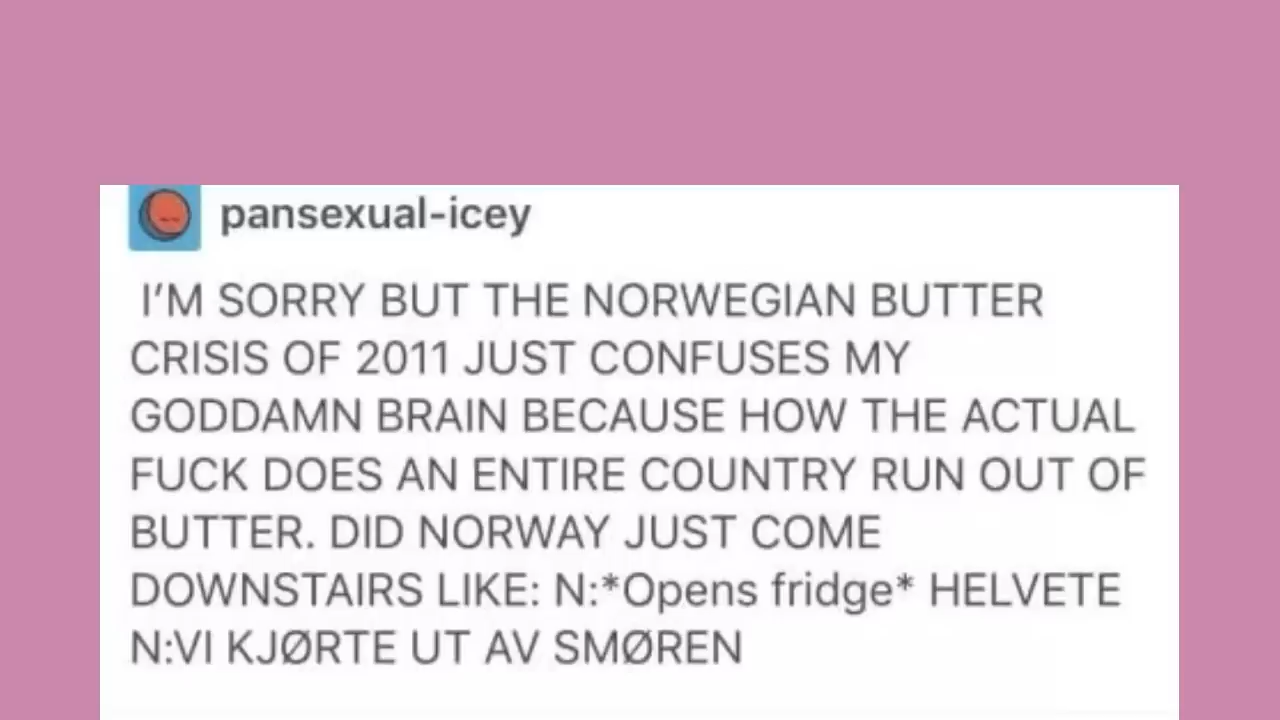 pansexual-icey
I'M SORRY BUT THE NORWEGIAN BUTTER
CRISIS OF 2011 JUST CONFUSES MY
GODDAMN BRAIN BECAUSE HOW THE ACTUAL
FUCK DOES AN ENTIRE COUNTRY RUN OUT OF
BUTTER. DID NORWAY JUST COME
DOWNSTAIRS LIKE: N:*Opens fridge* HELVETE
N:VI KJØRTE UT AV SMØREN